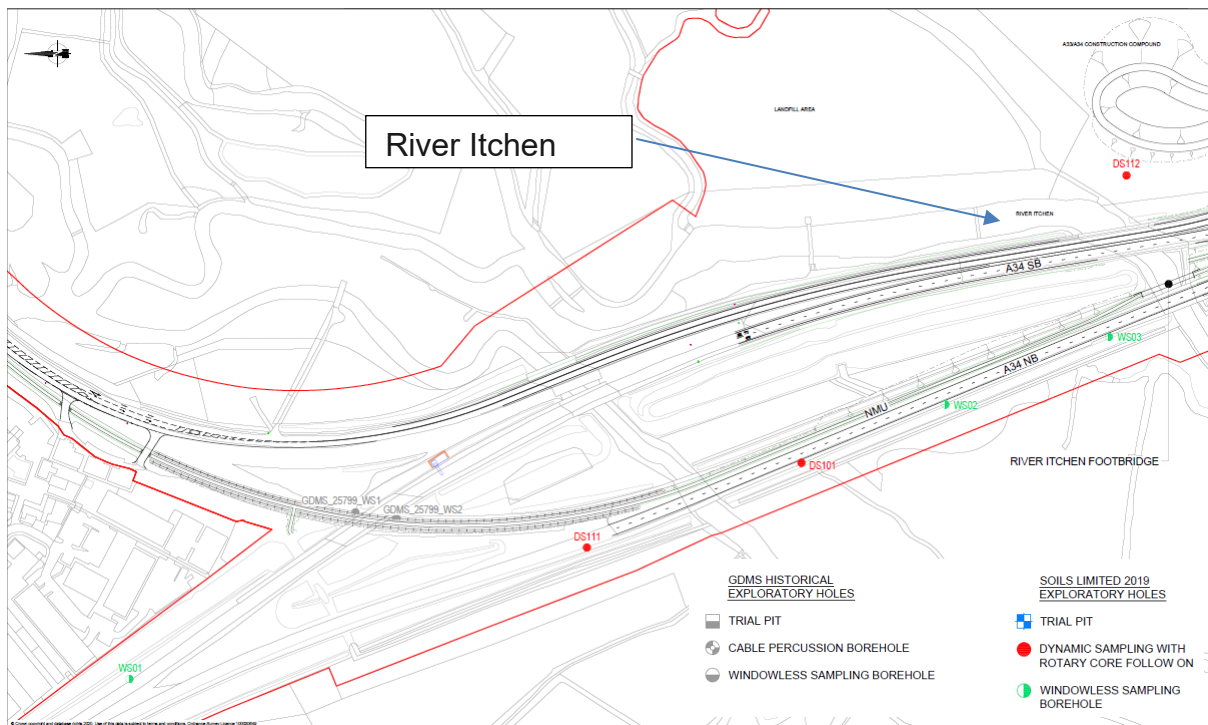 A33/A34 CONSTRUCTION COMPOUND
LANDFILL AREA
River Itchen
DS112
RIVER ITCHEN
A34 SB
WS03
A34 NB
WS02
NMU
RIVER ITCHEN FOOTBRIDGE
DS101
GDMS_25799_WS1
GDMS_25799_WS2
DS111
WS01
GDMS HISTORICAL
EXPLORATORY HOLES
TRIAL PIT
CABLE PERCUSSION BOREHOLE
WINDOWLESS SAMPLING BOREHOLE
SOILS LIMITED 2019
EXPLORATORY HOLES
TRIAL PIT
DYNAMIC SAMPLING WITH
ROTARY CORE FOLLOW ON
WINDOWLESS SAMPLING
BOREHOLE